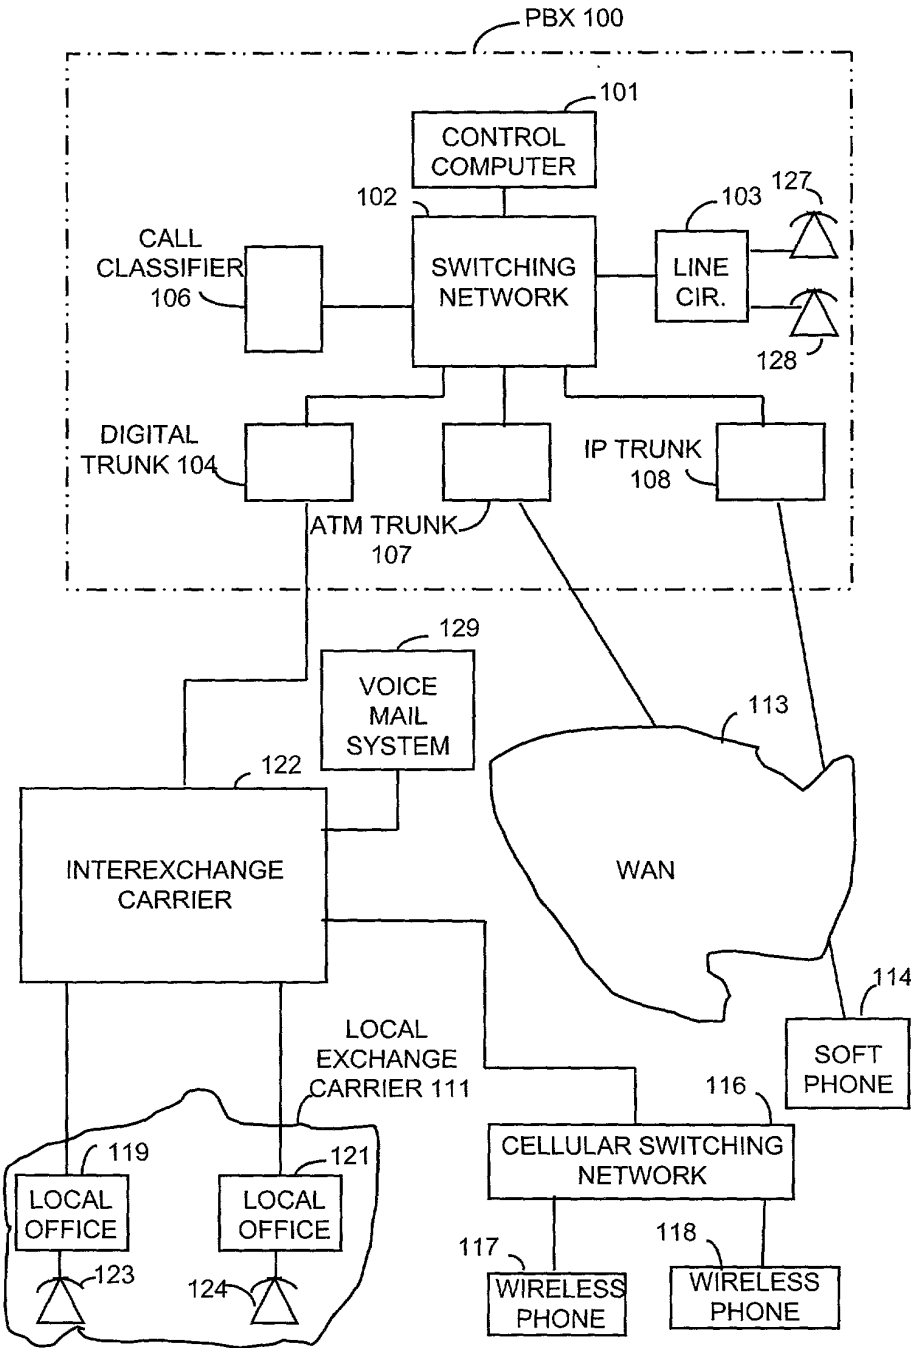 PBX 100
101
CONTROL
COMPUTER
102
103
127
CALL
CLASSIFIER
106
SWITCHING
NETWORK
LINE
CIR.
128
DIGITAL
TRUNK 104
IP TRUNK
108
ATM TRUNK
107
129
VOICE
MAIL
SYSTEM
113
122
INTEREXCHANGE
CARRIER
WAN
114
SOFT
PHONE
LOCAL
EXCHANGE
CARRIER 111
116
CELLULAR SWITCHING
NETWORK
119
LOCAL
OFFICE
121
LOCAL
OFFICE
117
118
123
124
WIRELESS
PHONE
WIRELESS
PHONE